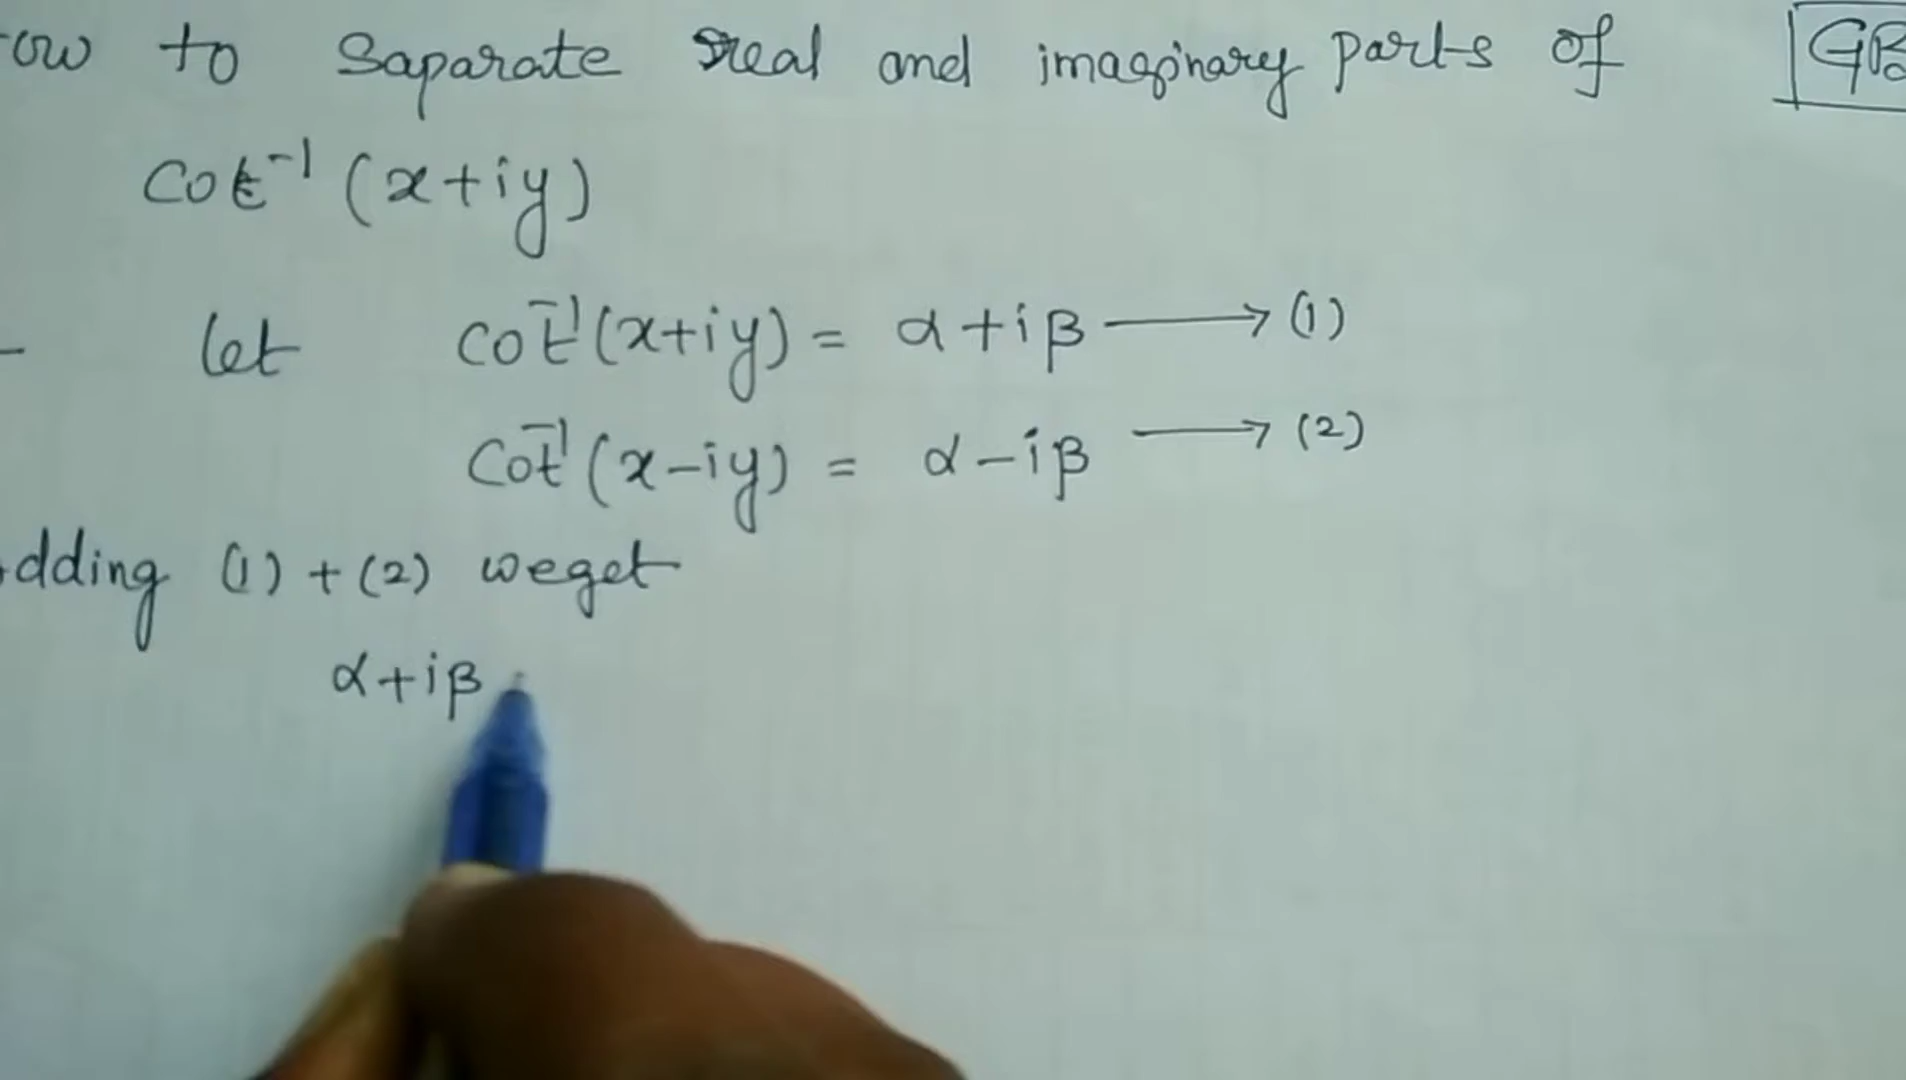 ow to Saparate real and imaginary parts of
cot⁻¹ (x+iy)
let cot⁻¹(x+iy) = α+iβ ⟶ (1)
cot⁻¹(x-iy) = α-iβ ⟶ (2)
dding (1)+(2) weget
α+iβ